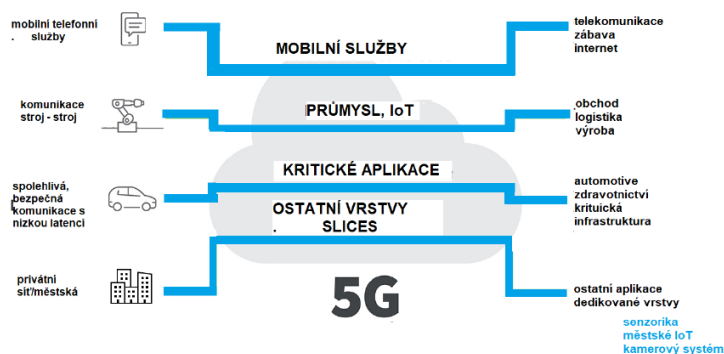 mobilní telefonní
. služby
MOBILNÍ SLUŽBY
telekomunikace
zábava
internet
komunikace
stroj - stroj
PRŮMYSL, IoT
obchod
logistika
výroba
spolehlivá,
bezpečná
komunikace s
nízkou latencí
KRITICKÉ APLIKACE
automotive
zdravotnictví
krituická
infrastruktura
OSTATNÍ VRSTVY
. SLICES
privátní
síť/městská
5G
ostatní aplikace
dedikované vrstvy
senzorika
městské IoT
kamerový systém